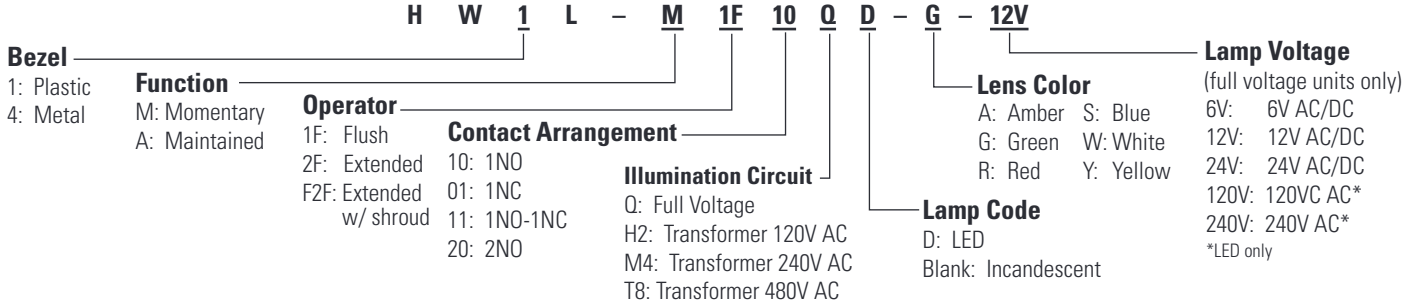 H W 1 L – M 1F 10 Q D – G – 12V
Bezel
1: Plastic
4: Metal
Function
M: Momentary
A: Maintained
Operator
1F: Flush
2F: Extended
F2F: Extended
w/ shroud
Contact Arrangement
10: 1NO
01: 1NC
11: 1NO-1NC
20: 2NO
Illumination Circuit
Q: Full Voltage
H2: Transformer 120V AC
M4: Transformer 240V AC
T8: Transformer 480V AC
Lamp Code
D: LED
Blank: Incandescent
Lens Color
A: Amber S: Blue
G: Green W: White
R: Red Y: Yellow
Lamp Voltage
(full voltage units only)
6V: 6V AC/DC
12V: 12V AC/DC
24V: 24V AC/DC
120V: 120VC AC*
240V: 240V AC*
*LED only